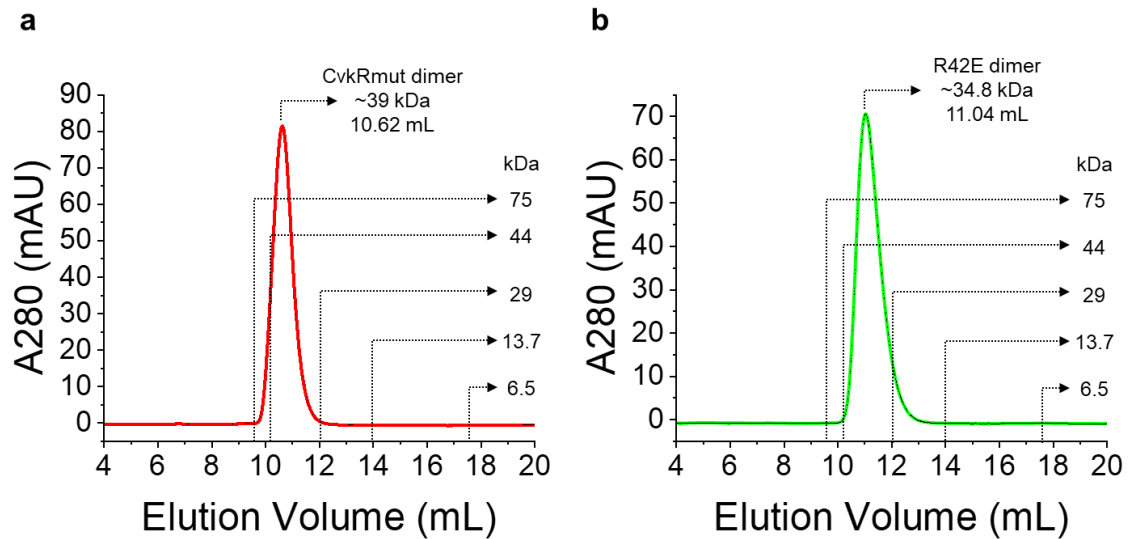 a
CvkRmut dimer
~39 kDa
10.62 mL
90
80
70
60
50
40
30
20
10
0
A280 (mAU)
kDa
75
44
29
13.7
6.5
4 6 8 10 12 14 16 18 20
Elution Volume (mL)
b
R42E dimer
~34.8 kDa
11.04 mL
70
60
50
40
30
20
10
0
A280 (mAU)
kDa
75
44
29
13.7
6.5
4 6 8 10 12 14 16 18 20
Elution Volume (mL)